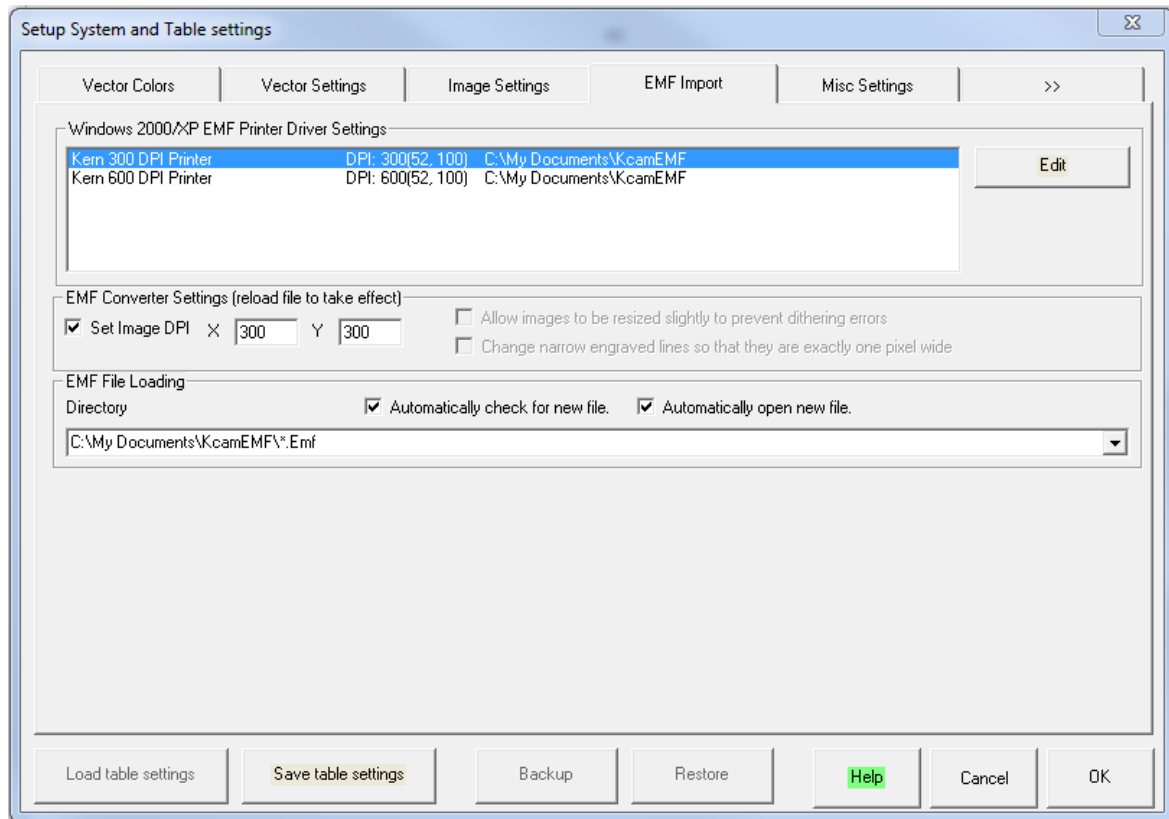 Setup System and Table settings
Vector Colors Vector Settings Image Settings EMF Import Misc Settings >>
Windows 2000/XP EMF Printer Driver Settings
Kern 300 DPI Printer DPI: 300(52, 100) C:\My Documents\KcamEMF
Kern 600 DPI Printer DPI: 600(52, 100) C:\My Documents\KcamEMF
Edit
EMF Converter Settings (reload file to take effect)
Set Image DPI X 300 Y 300
Allow images to be resized slightly to prevent dithering errors
Change narrow engraved lines so that they are exactly one pixel wide
EMF File Loading
Directory Automatically check for new file. Automatically open new file.
C:\My Documents\KcamEMF\*.Emf
Load table settings Save table settings Backup Restore Help Cancel OK